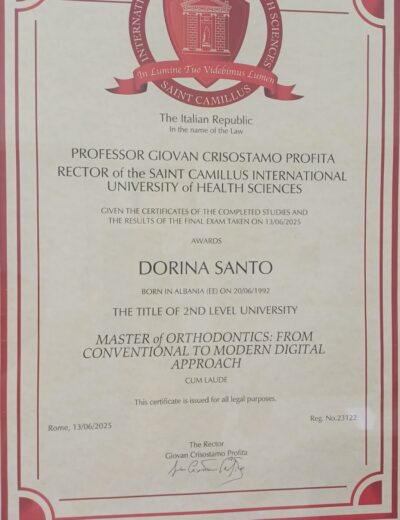 INTERNATIONAL
HEALTH SCIENCES
In Lumine Tuo Videbimus Lumen
SAINT CAMILLUS
The Italian Republic
In the name of the Law
PROFESSOR GIOVAN CRISOSTAMO PROFITA
RECTOR of the SAINT CAMILLUS INTERNATIONAL
UNIVERSITY of HEALTH SCIENCES
GIVEN THE CERTIFICATES OF THE COMPLETED STUDIES AND
THE RESULTS OF THE FINAL EXAM TAKEN ON 13/06/2025
AWARDS
DORINA SANTO
BORN IN ALBANIA (EE) ON 20/06/1992
THE TITLE OF 2ND LEVEL UNIVERSITY
MASTER of ORTHODONTICS: FROM
CONVENTIONAL TO MODERN DIGITAL
APPROACH
CUM LAUDE
This certificate is issued for all legal purposes.
Reg. No.23122
Rome, 13/06/2025
The Rector
Giovan Crisostamo Profita